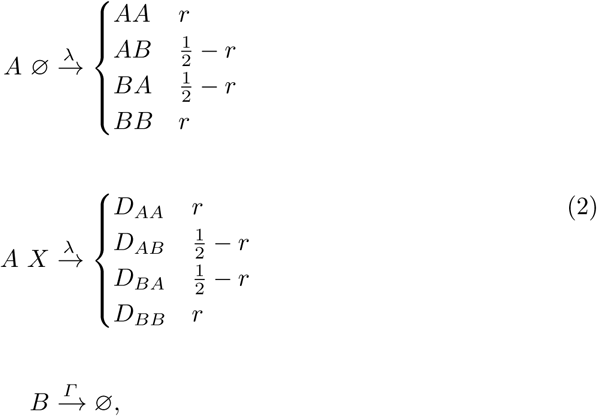 A ∅ λ→ { AA r
AB 1/2 − r
BA 1/2 − r
BB r
A X λ→ { D_AA r
D_AB 1/2 − r
D_BA 1/2 − r
D_BB r
(2)
B Γ→ ∅,